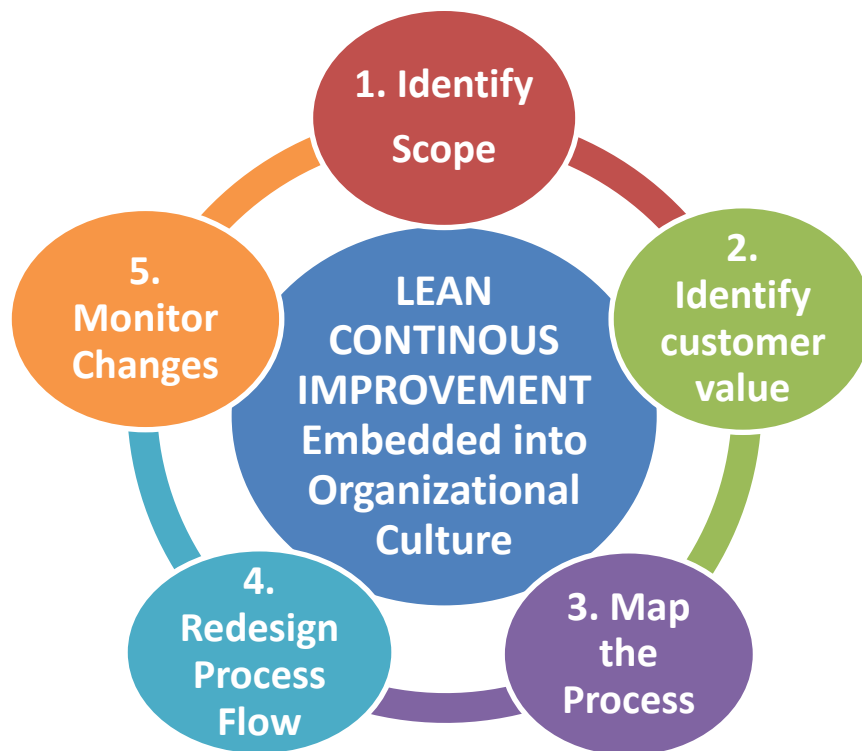 1. Identify
Scope
2.
Identify
customer
value
3. Map
the
Process
4.
Redesign
Process
Flow
5.
Monitor
Changes
LEAN
CONTINOUS
IMPROVEMENT
Embedded into
Organizational
Culture